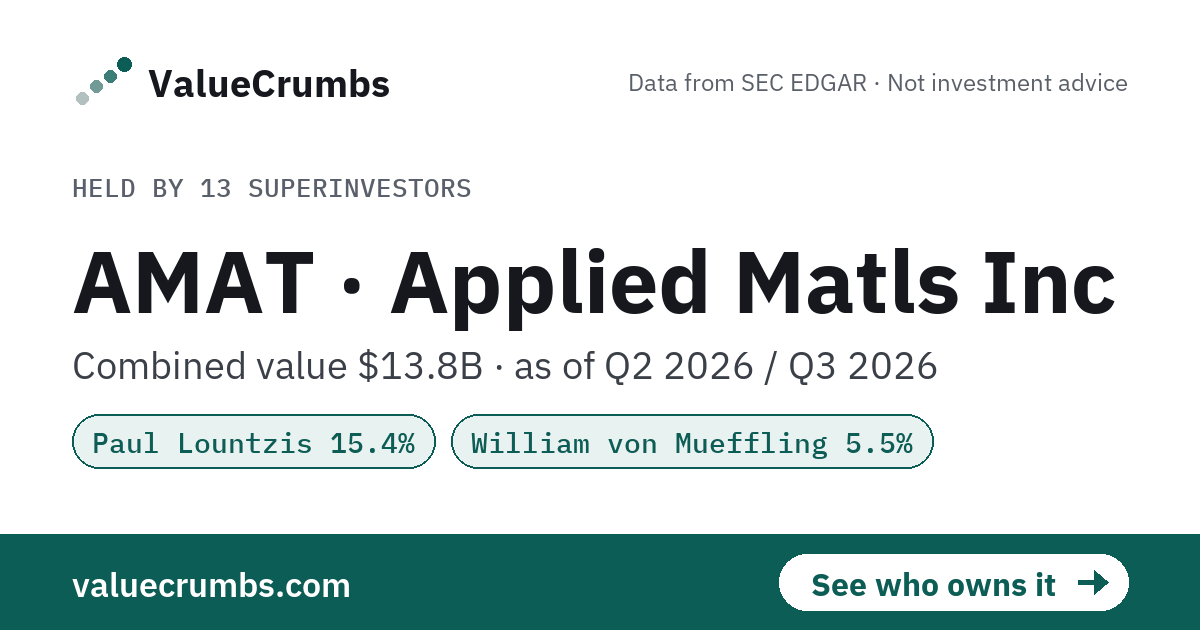 ValueCrumbs
Data from SEC EDGAR · Not investment advice
HELD BY 13 SUPERINVESTORS
AMAT · Applied Matls Inc
Combined value $13.8B · as of Q2 2026 / Q3 2026
Paul Lountzis 15.4%
William von Mueffling 5.5%
valuecrumbs.com
See who owns it →